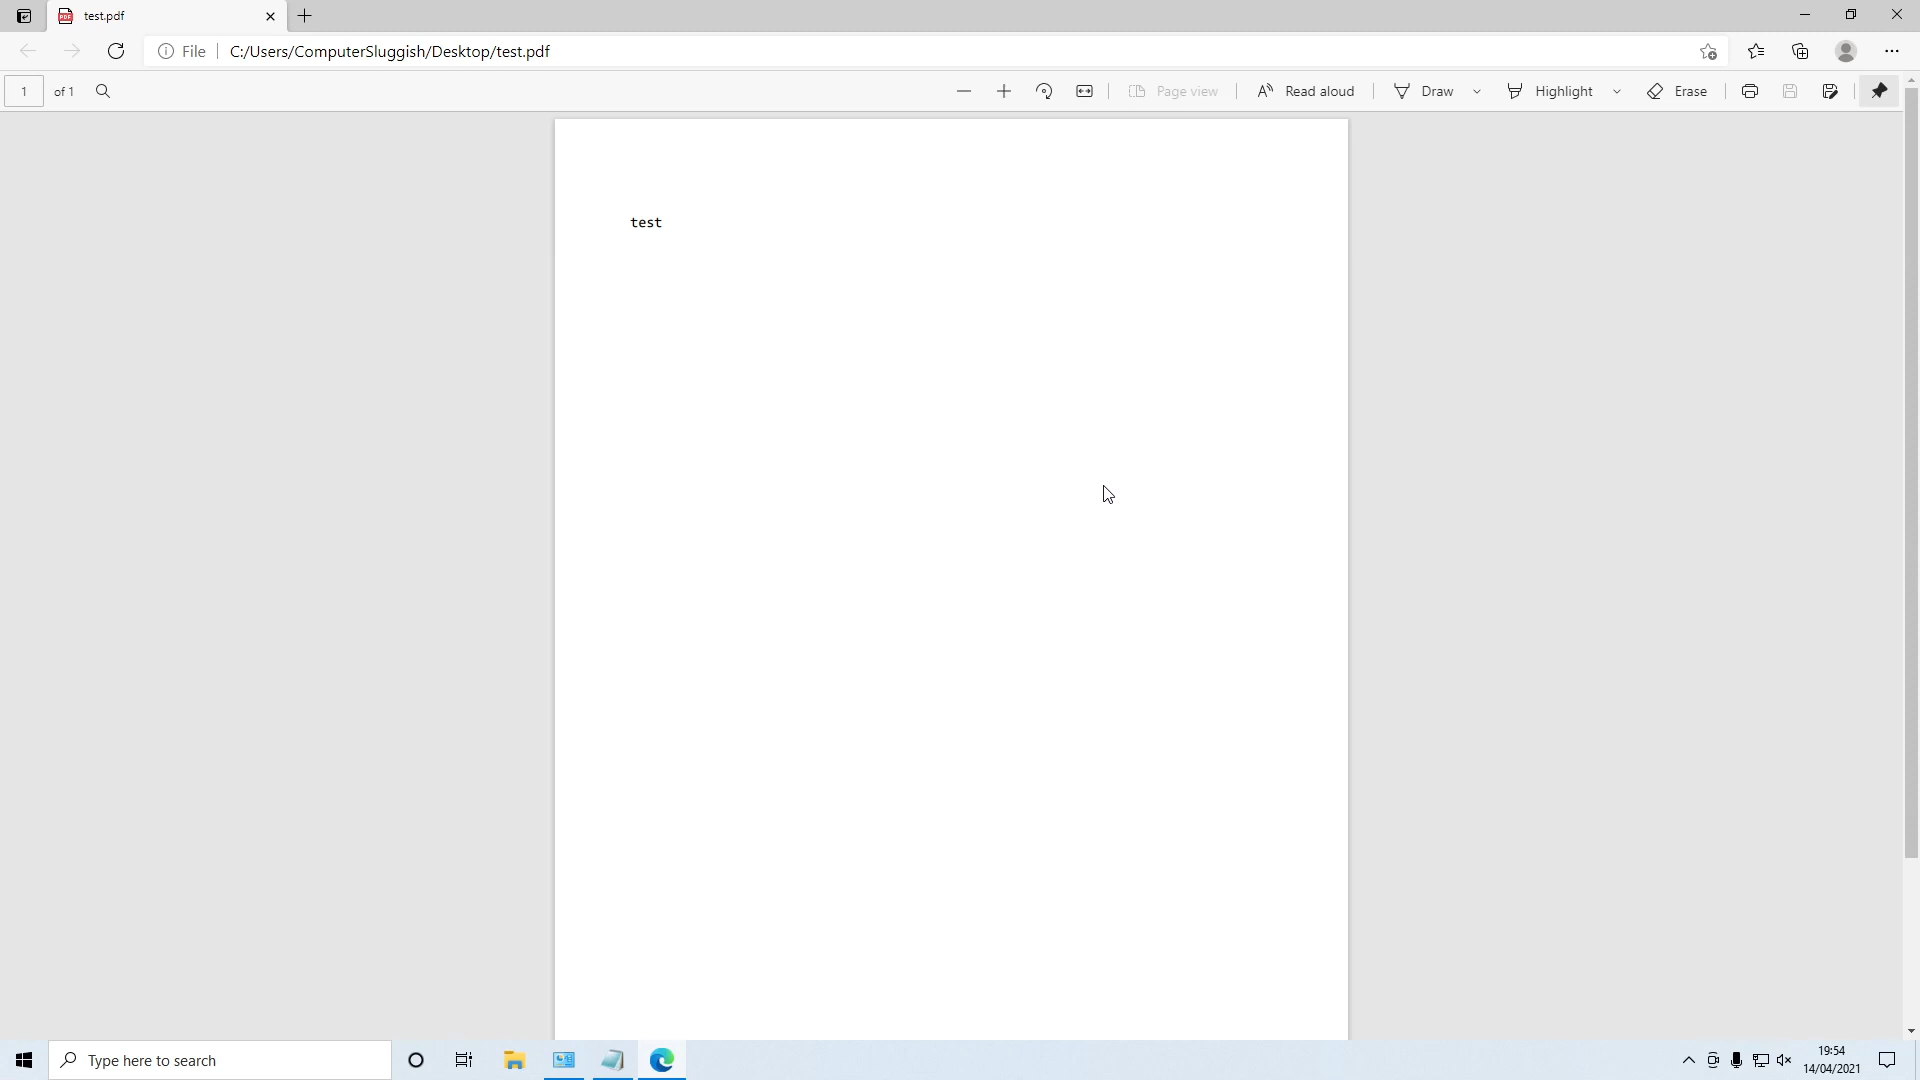 test.pdf
File
C:/Users/ComputerSluggish/Desktop/test.pdf
1 of 1
Page view
Read aloud
Draw
Highlight
Erase
test
Type here to search
19:54
14/04/2021